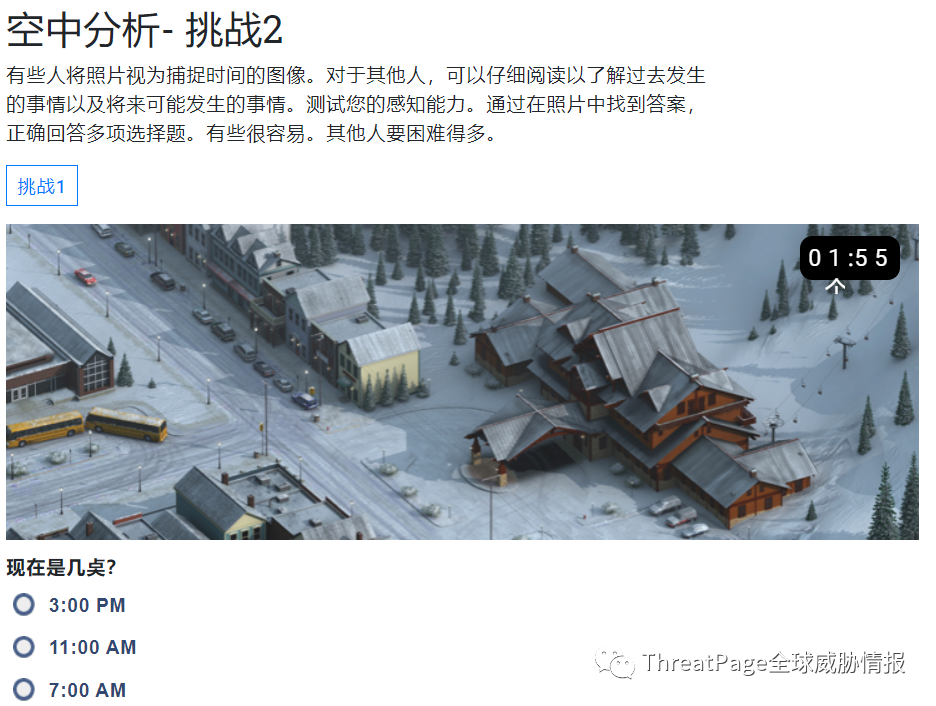 空中分析- 挑战2
有些人将照片视为捕捉时间的图像。对于其他人，可以仔细阅读以了解过去发生
的事情以及将来可能发生的事情。测试您的感知能力。通过在照片中找到答案，
正确回答多项选择题。有些很容易。其他人要困难得多。
挑战1
01:55
个
现在是几点?
3:00 PM
11:00 AM
7:00 AM
ThreatPage全球威胁情报